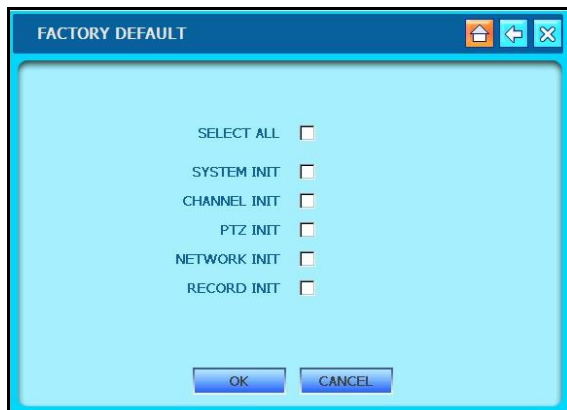 FACTORY DEFAULT
SELECT ALL
SYSTEM INIT
CHANNEL INIT
PTZ INIT
NETWORK INIT
RECORD INIT
OK
CANCEL